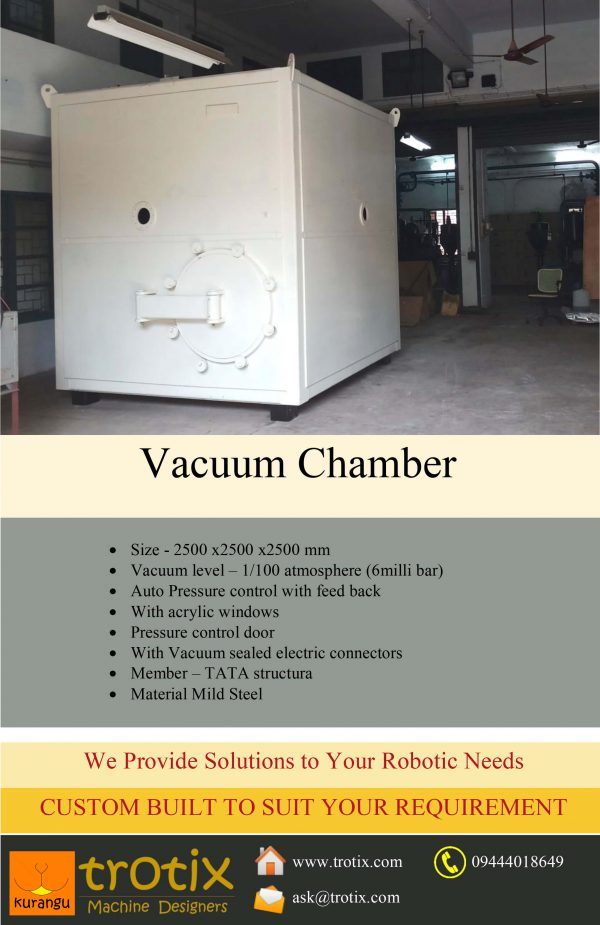 Vacuum Chamber
• Size - 2500 x2500 x2500 mm
• Vacuum level – 1/100 atmosphere (6milli bar)
• Auto Pressure control with feed back
• With acrylic windows
• Pressure control door
• With Vacuum sealed electric connectors
• Member – TATA structura
• Material Mild Steel
We Provide Solutions to Your Robotic Needs
CUSTOM BUILT TO SUIT YOUR REQUIREMENT
kurangu
trotix
Machine Designers
www.trotix.com
09444018649
ask@trotix.com